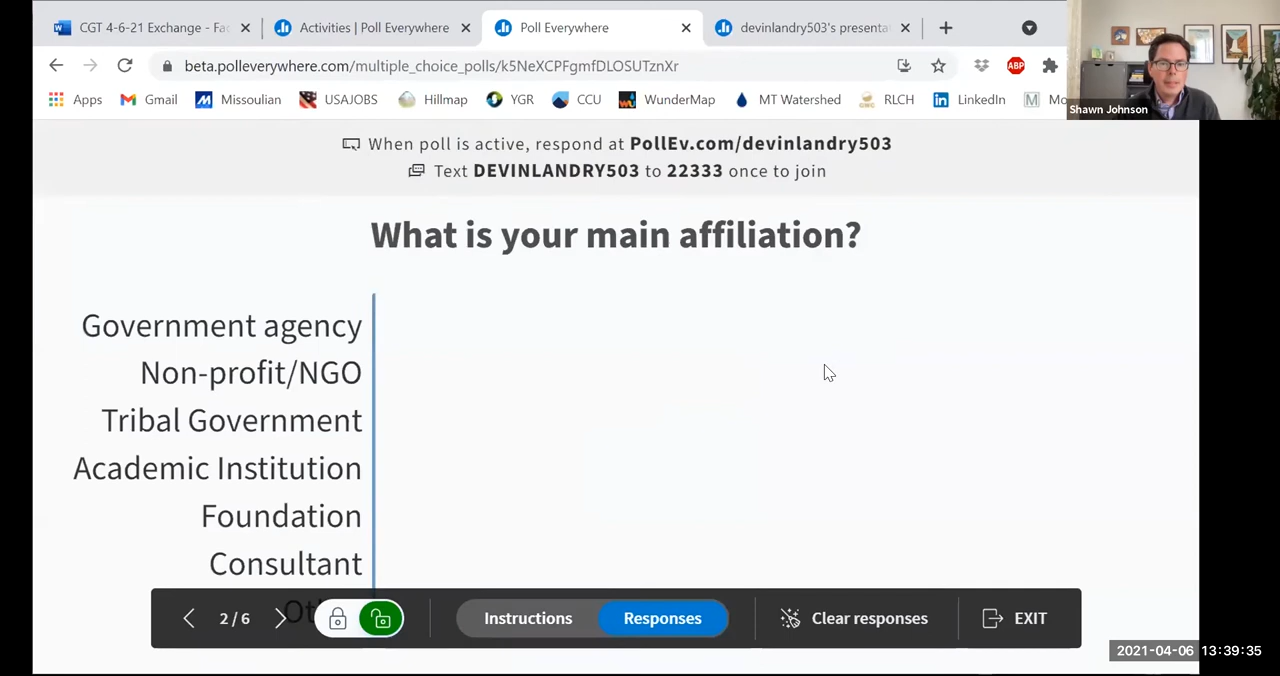 CGT 4-6-21 Exchange - Fa
Activities | Poll Everywhere
Poll Everywhere
devinlandry503's presenta
beta.polleverywhere.com/multiple_choice_polls/k5NeXCPFgmfDLOSUTznXr
ABP
Apps
Gmail
Missoulian
USAJOBS
Hillmap
YGR
CCU
WunderMap
MT Watershed
RLCH
LinkedIn
Mo
Shawn Johnson
When poll is active, respond at PollEv.com/devinlandry503
Text DEVINLANDRY503 to 22333 once to join
What is your main affiliation?
Government agency
Non-profit/NGO
Tribal Government
Academic Institution
Foundation
Consultant
2 / 6
Instructions
Responses
Clear responses
EXIT
2021-04-06 13:39:35